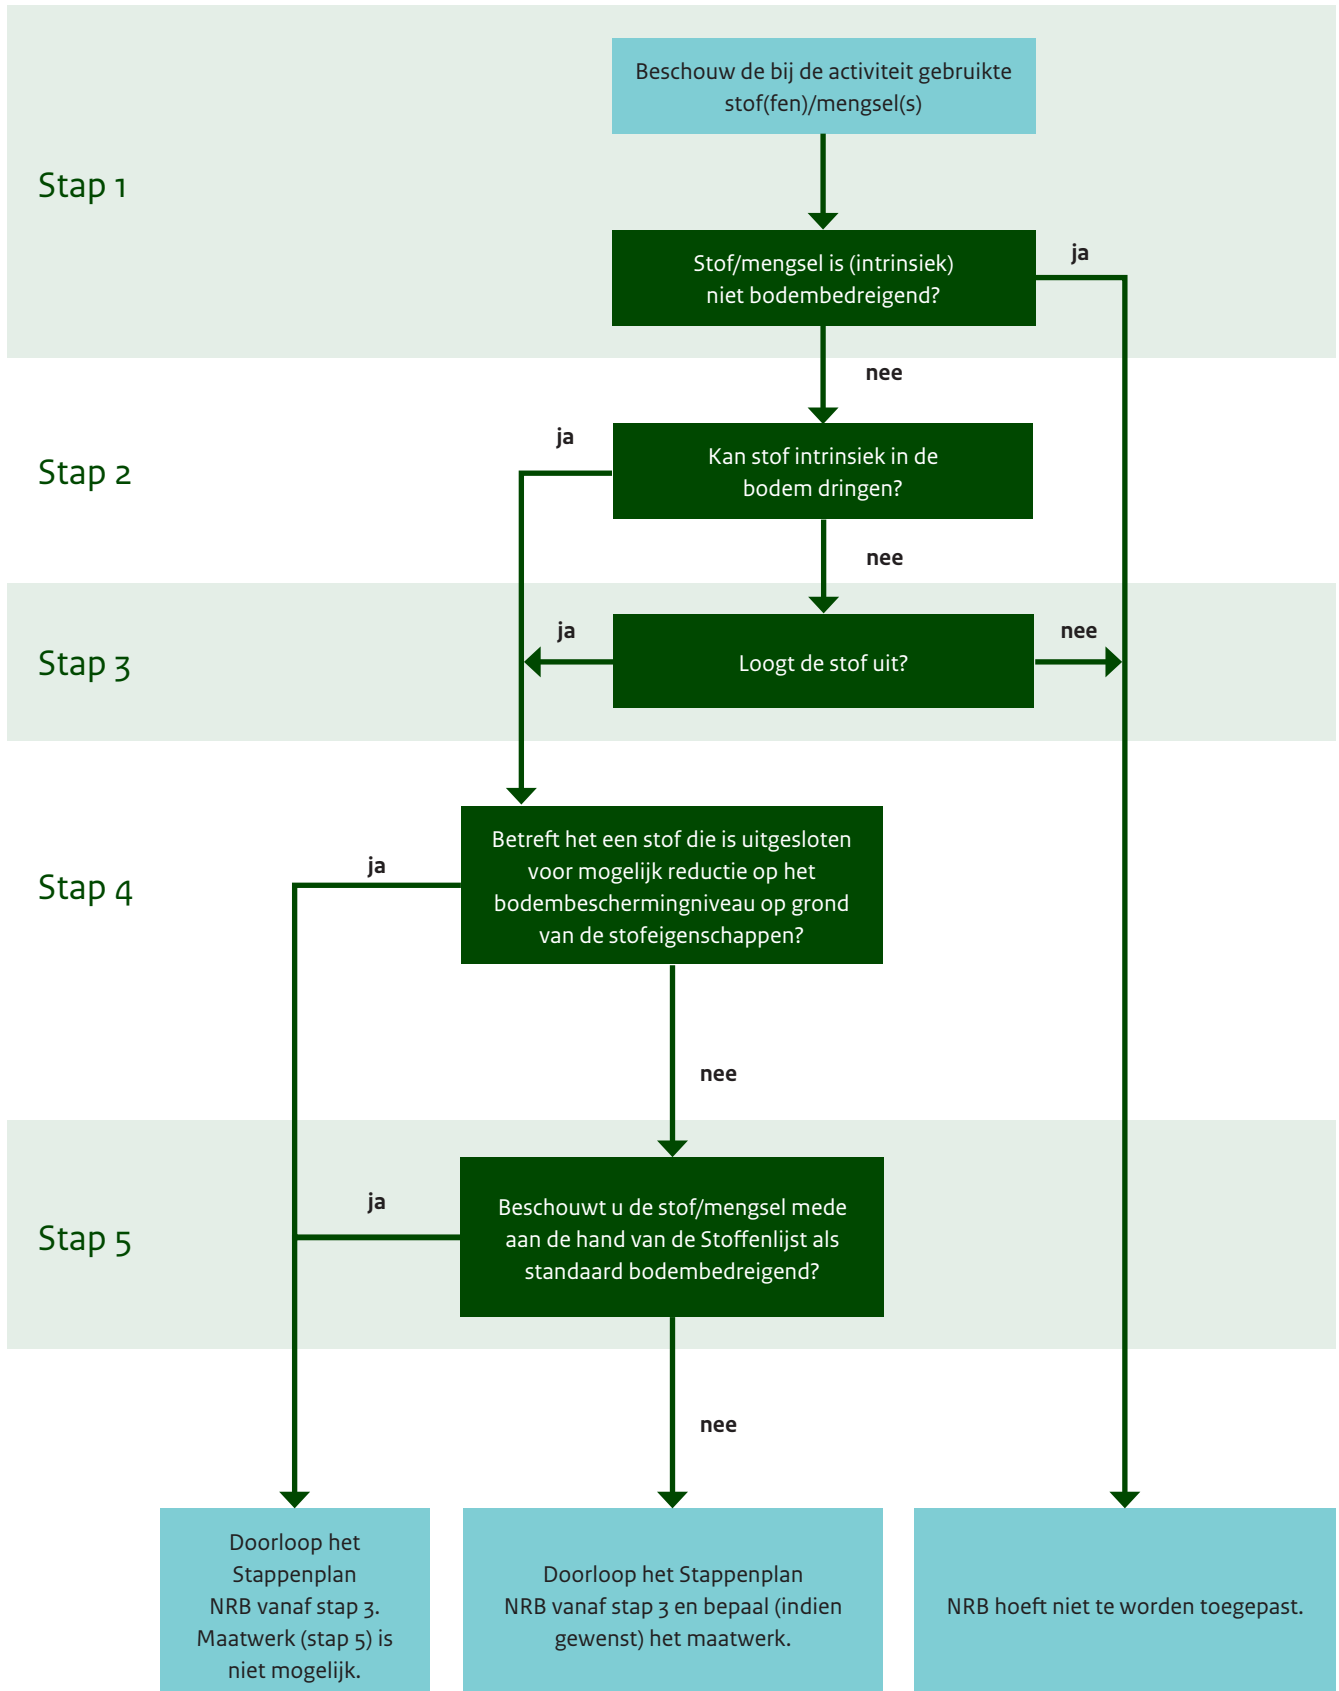 Beschouw de bij de activiteit gebruikte
stof(fen)/mengsel(s)
Stap 1
Stof/mengsel is (intrinsiek)
niet bodembedreigend?
ja
nee
Stap 2
ja
Kan stof intrinsiek in de
bodem dringen?
nee
Stap 3
ja
Loogt de stof uit?
nee
Stap 4
ja
Betreft het een stof die is uitgesloten
voor mogelijk reductie op het
bodembeschermingniveau op grond
van de stofeigenschappen?
nee
Stap 5
ja
Beschouwt u de stof/mengsel mede
aan de hand van de Stoffenlijst als
standaard bodembedreigend?
nee
Doorloop het
Stappenplan
NRB vanaf stap 3.
Maatwerk (stap 5) is
niet mogelijk.
Doorloop het Stappenplan
NRB vanaf stap 3 en bepaal (indien
gewenst) het maatwerk.
NRB hoeft niet te worden toegepast.